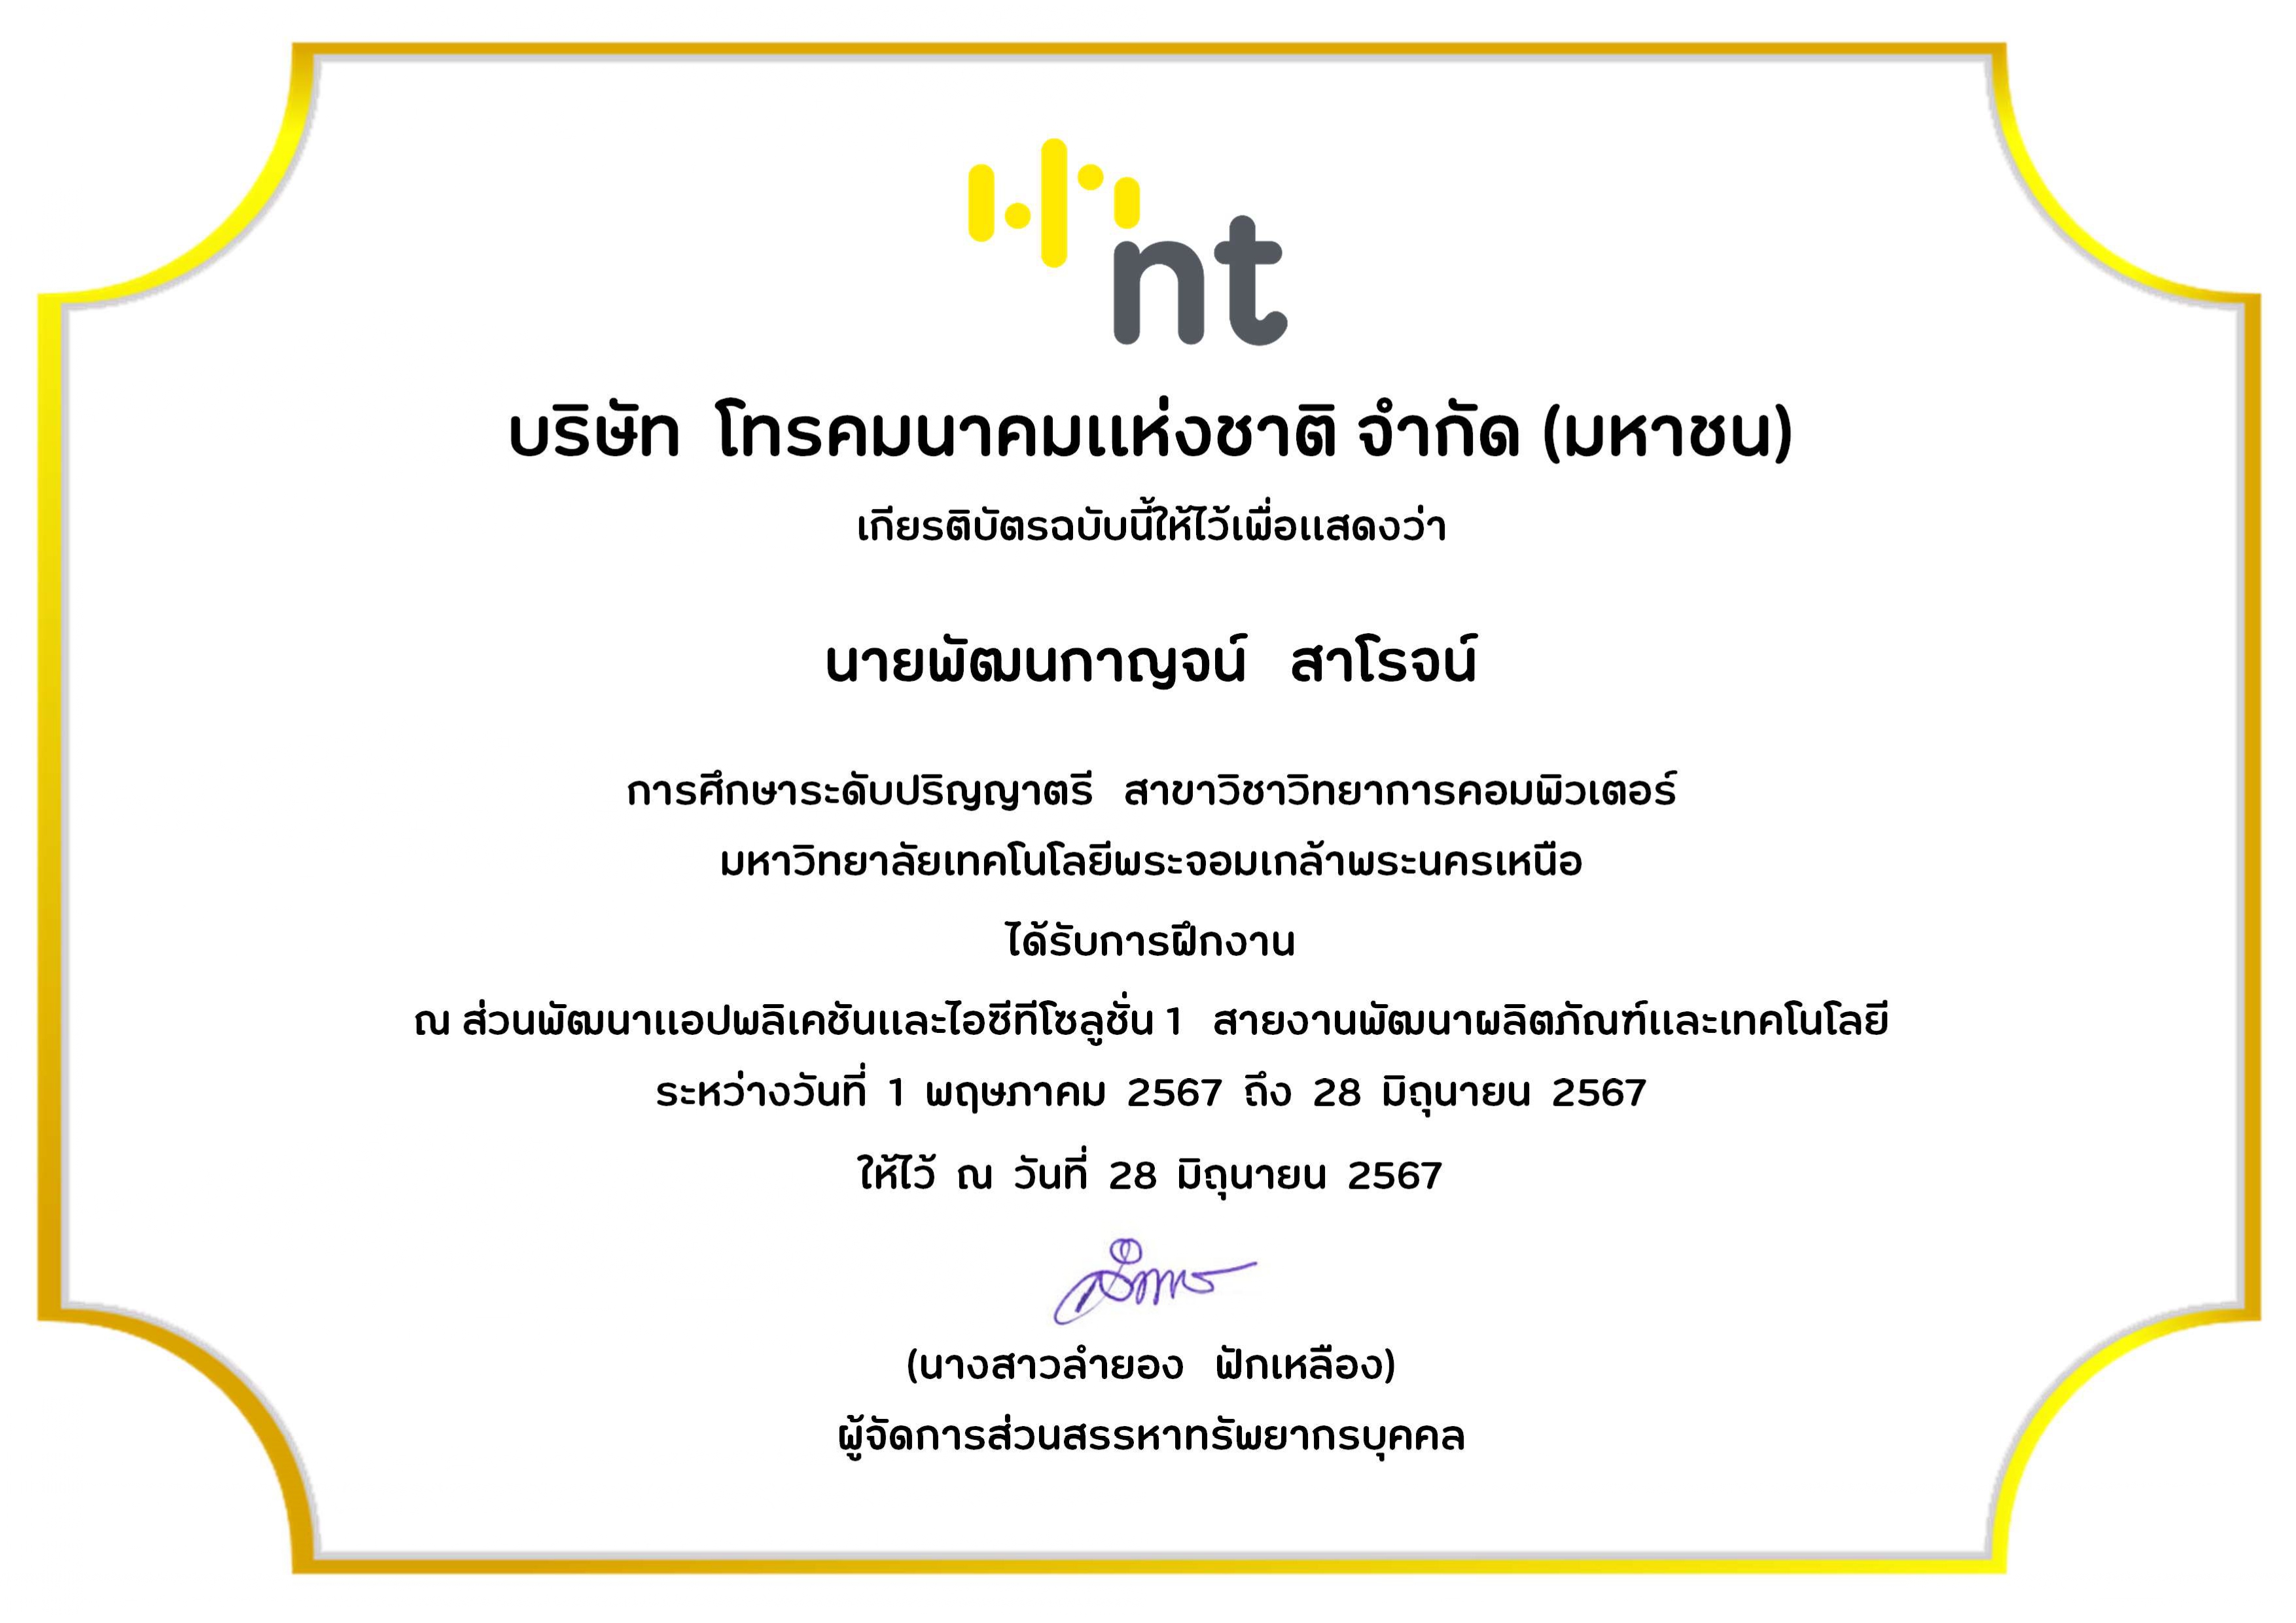 nt
บริษัท โทรคมนาคมแห่งชาติ จำกัด (มหาชน)
เกียรติบัตรฉบับนี้ให้ไว้เพื่อแสดงว่า
นายพัฒนกาญจน์ สาโรจน์
การศึกษาระดับปริญญาตรี สาขาวิชาวิทยาการคอมพิวเตอร์
มหาวิทยาลัยเทคโนโลยีพระจอมเกล้าพระนครเหนือ
ได้รับการฝึกงาน
ณ ส่วนพัฒนาแอปพลิเคชันและไอซีทีโซลูชั่น 1 สายงานพัฒนาผลิตภัณฑ์และเทคโนโลยี
ระหว่างวันที่ 1 พฤษภาคม 2567 ถึง 28 มิถุนายน 2567
ให้ไว้ ณ วันที่ 28 มิถุนายน 2567
(นางสาวลำยอง ฟักเหลือง)
ผู้จัดการส่วนสรรหาทรัพยากรบุคคล